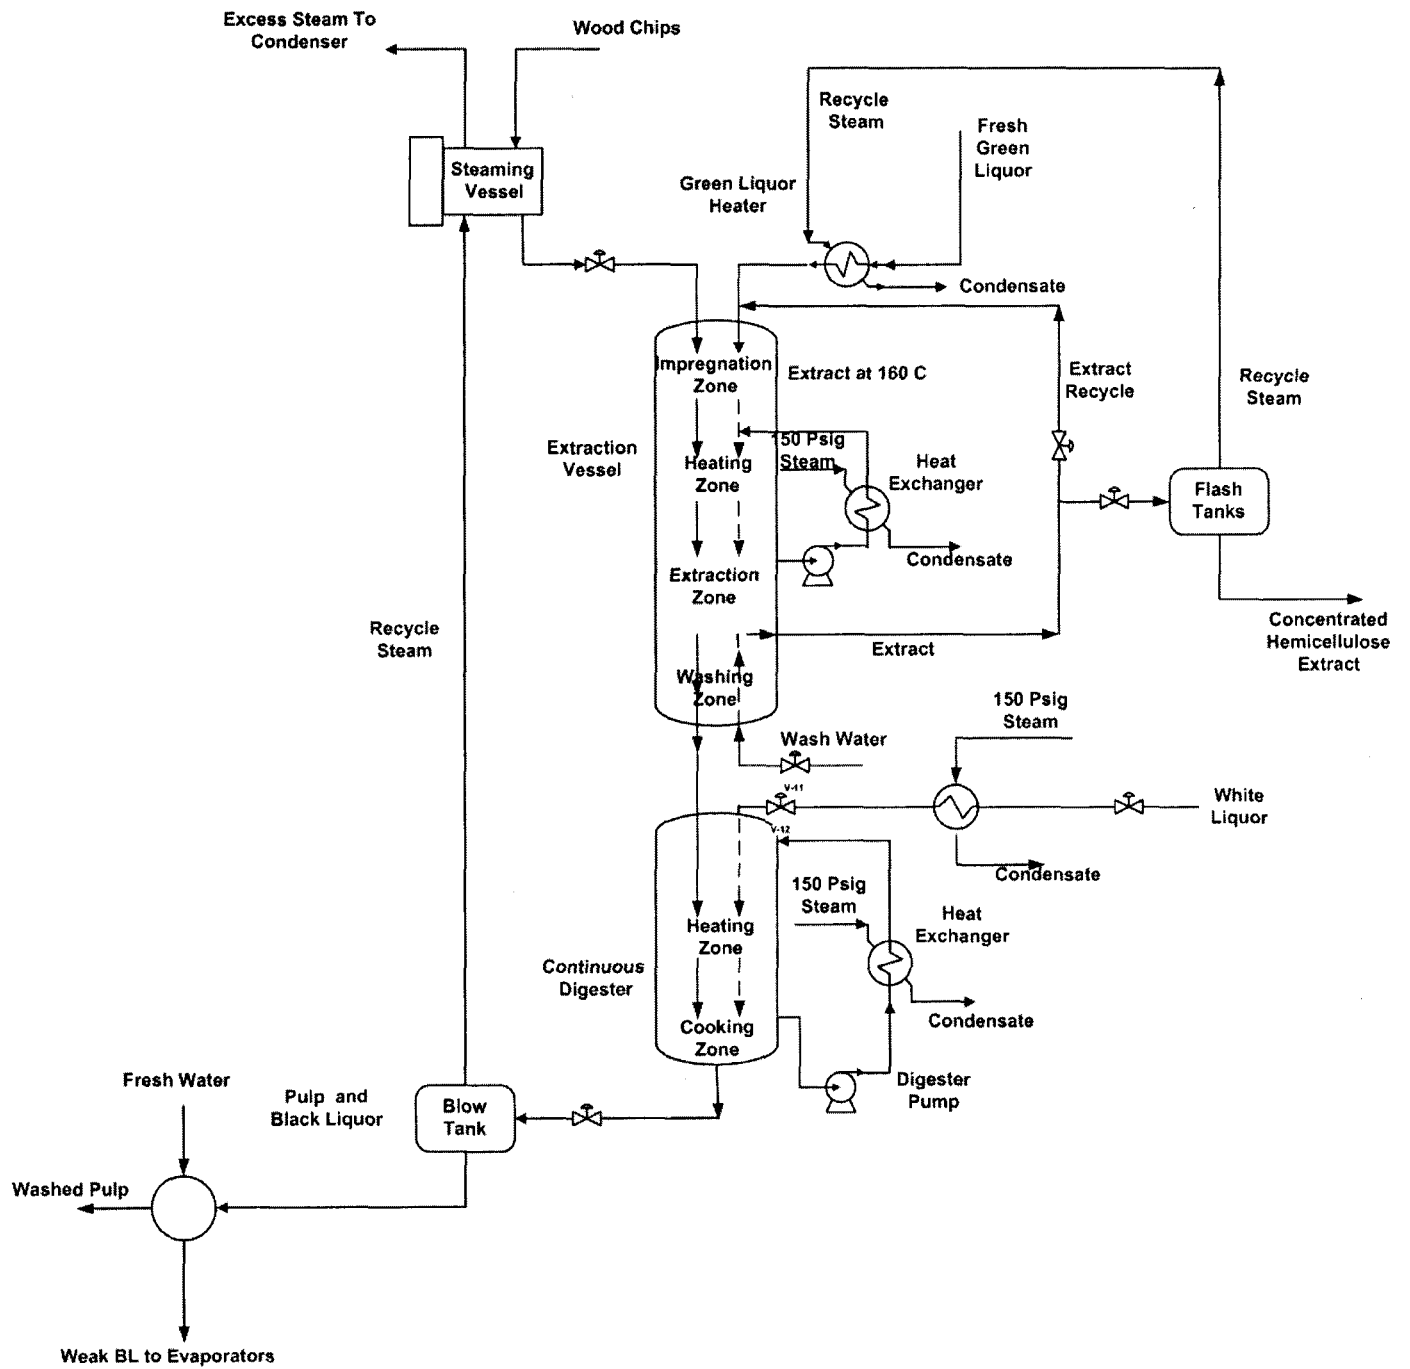 Excess Steam To
Condenser
Wood Chips
Recycle
Steam
Fresh
Green
Liquor
Steaming
Vessel
Green Liquor
Heater
Condensate
Impregnation
Zone
Extract at 160 C
Extract
Recycle
Recycle
Steam
Extraction
Vessel
150 Psig
Steam
Heating
Zone
Heat
Exchanger
Flash
Tanks
Condensate
Extraction
Zone
Recycle
Steam
Extract
Concentrated
Hemicellulose
Extract
Washing
Zone
150 Psig
Steam
Wash Water
V-11
White
Liquor
V-12
Condensate
150 Psig
Steam
Heating
Zone
Heat
Exchanger
Continuous
Digester
Condensate
Cooking
Zone
Fresh Water
Pulp and
Black Liquor
Blow
Tank
Digester
Pump
Washed Pulp
Weak BL to Evaporators